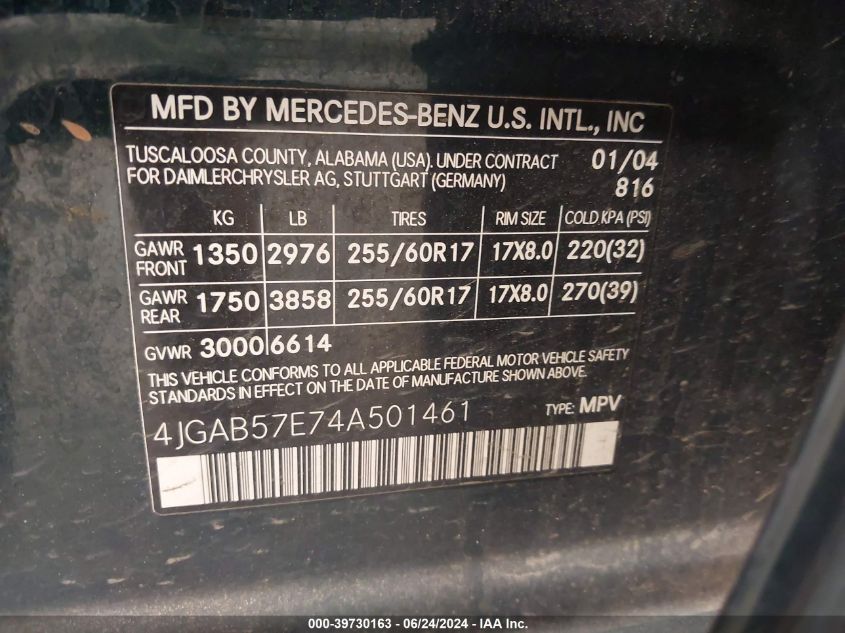 MFD BY MERCEDES-BENZ U.S. INTL., INC
TUSCALOOSA COUNTY, ALABAMA (USA). UNDER CONTRACT 01/04
FOR DAIMLERCHRYSLER AG, STUTTGART (GERMANY) 816
KG LB TIRES RIM SIZE COLD KPA (PSI)
GAWR FRONT 1350 2976 255/60R17 17X8.0 220(32)
GAWR REAR 1750 3858 255/60R17 17X8.0 270(39)
GVWR 3000 6614
THIS VEHICLE CONFORMS TO ALL APPLICABLE FEDERAL MOTOR VEHICLE SAFETY
STANDARDS IN EFFECT ON THE DATE OF MANUFACTURE SHOWN ABOVE.
4JGAB57E74A501461 TYPE: MPV
000-39730163 - 06/24/2024 - IAA Inc.